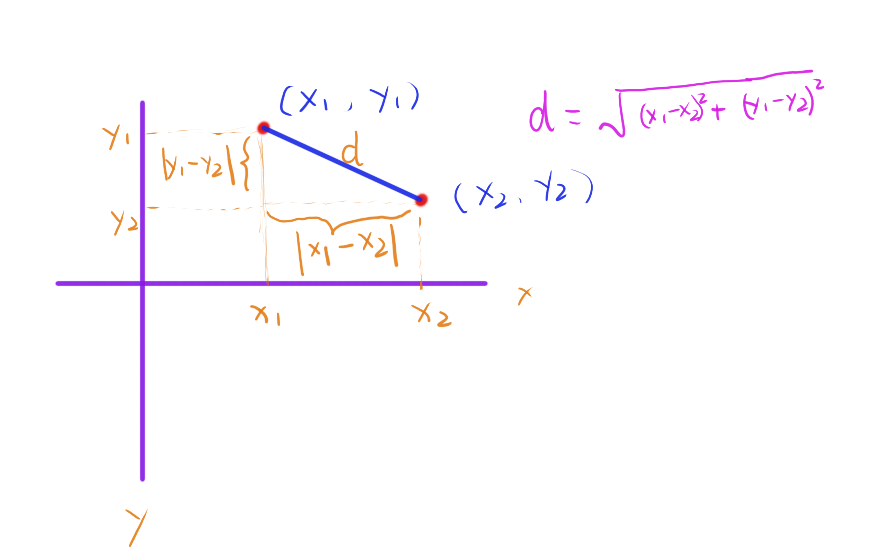 (x₁, y₁)
d = √((x₁-x₂)² + (y₁-y₂)²)
y₁
|y₁-y₂|{
d
(x₂, y₂)
y₂
|x₁-x₂|
x
x₁
x₂
y